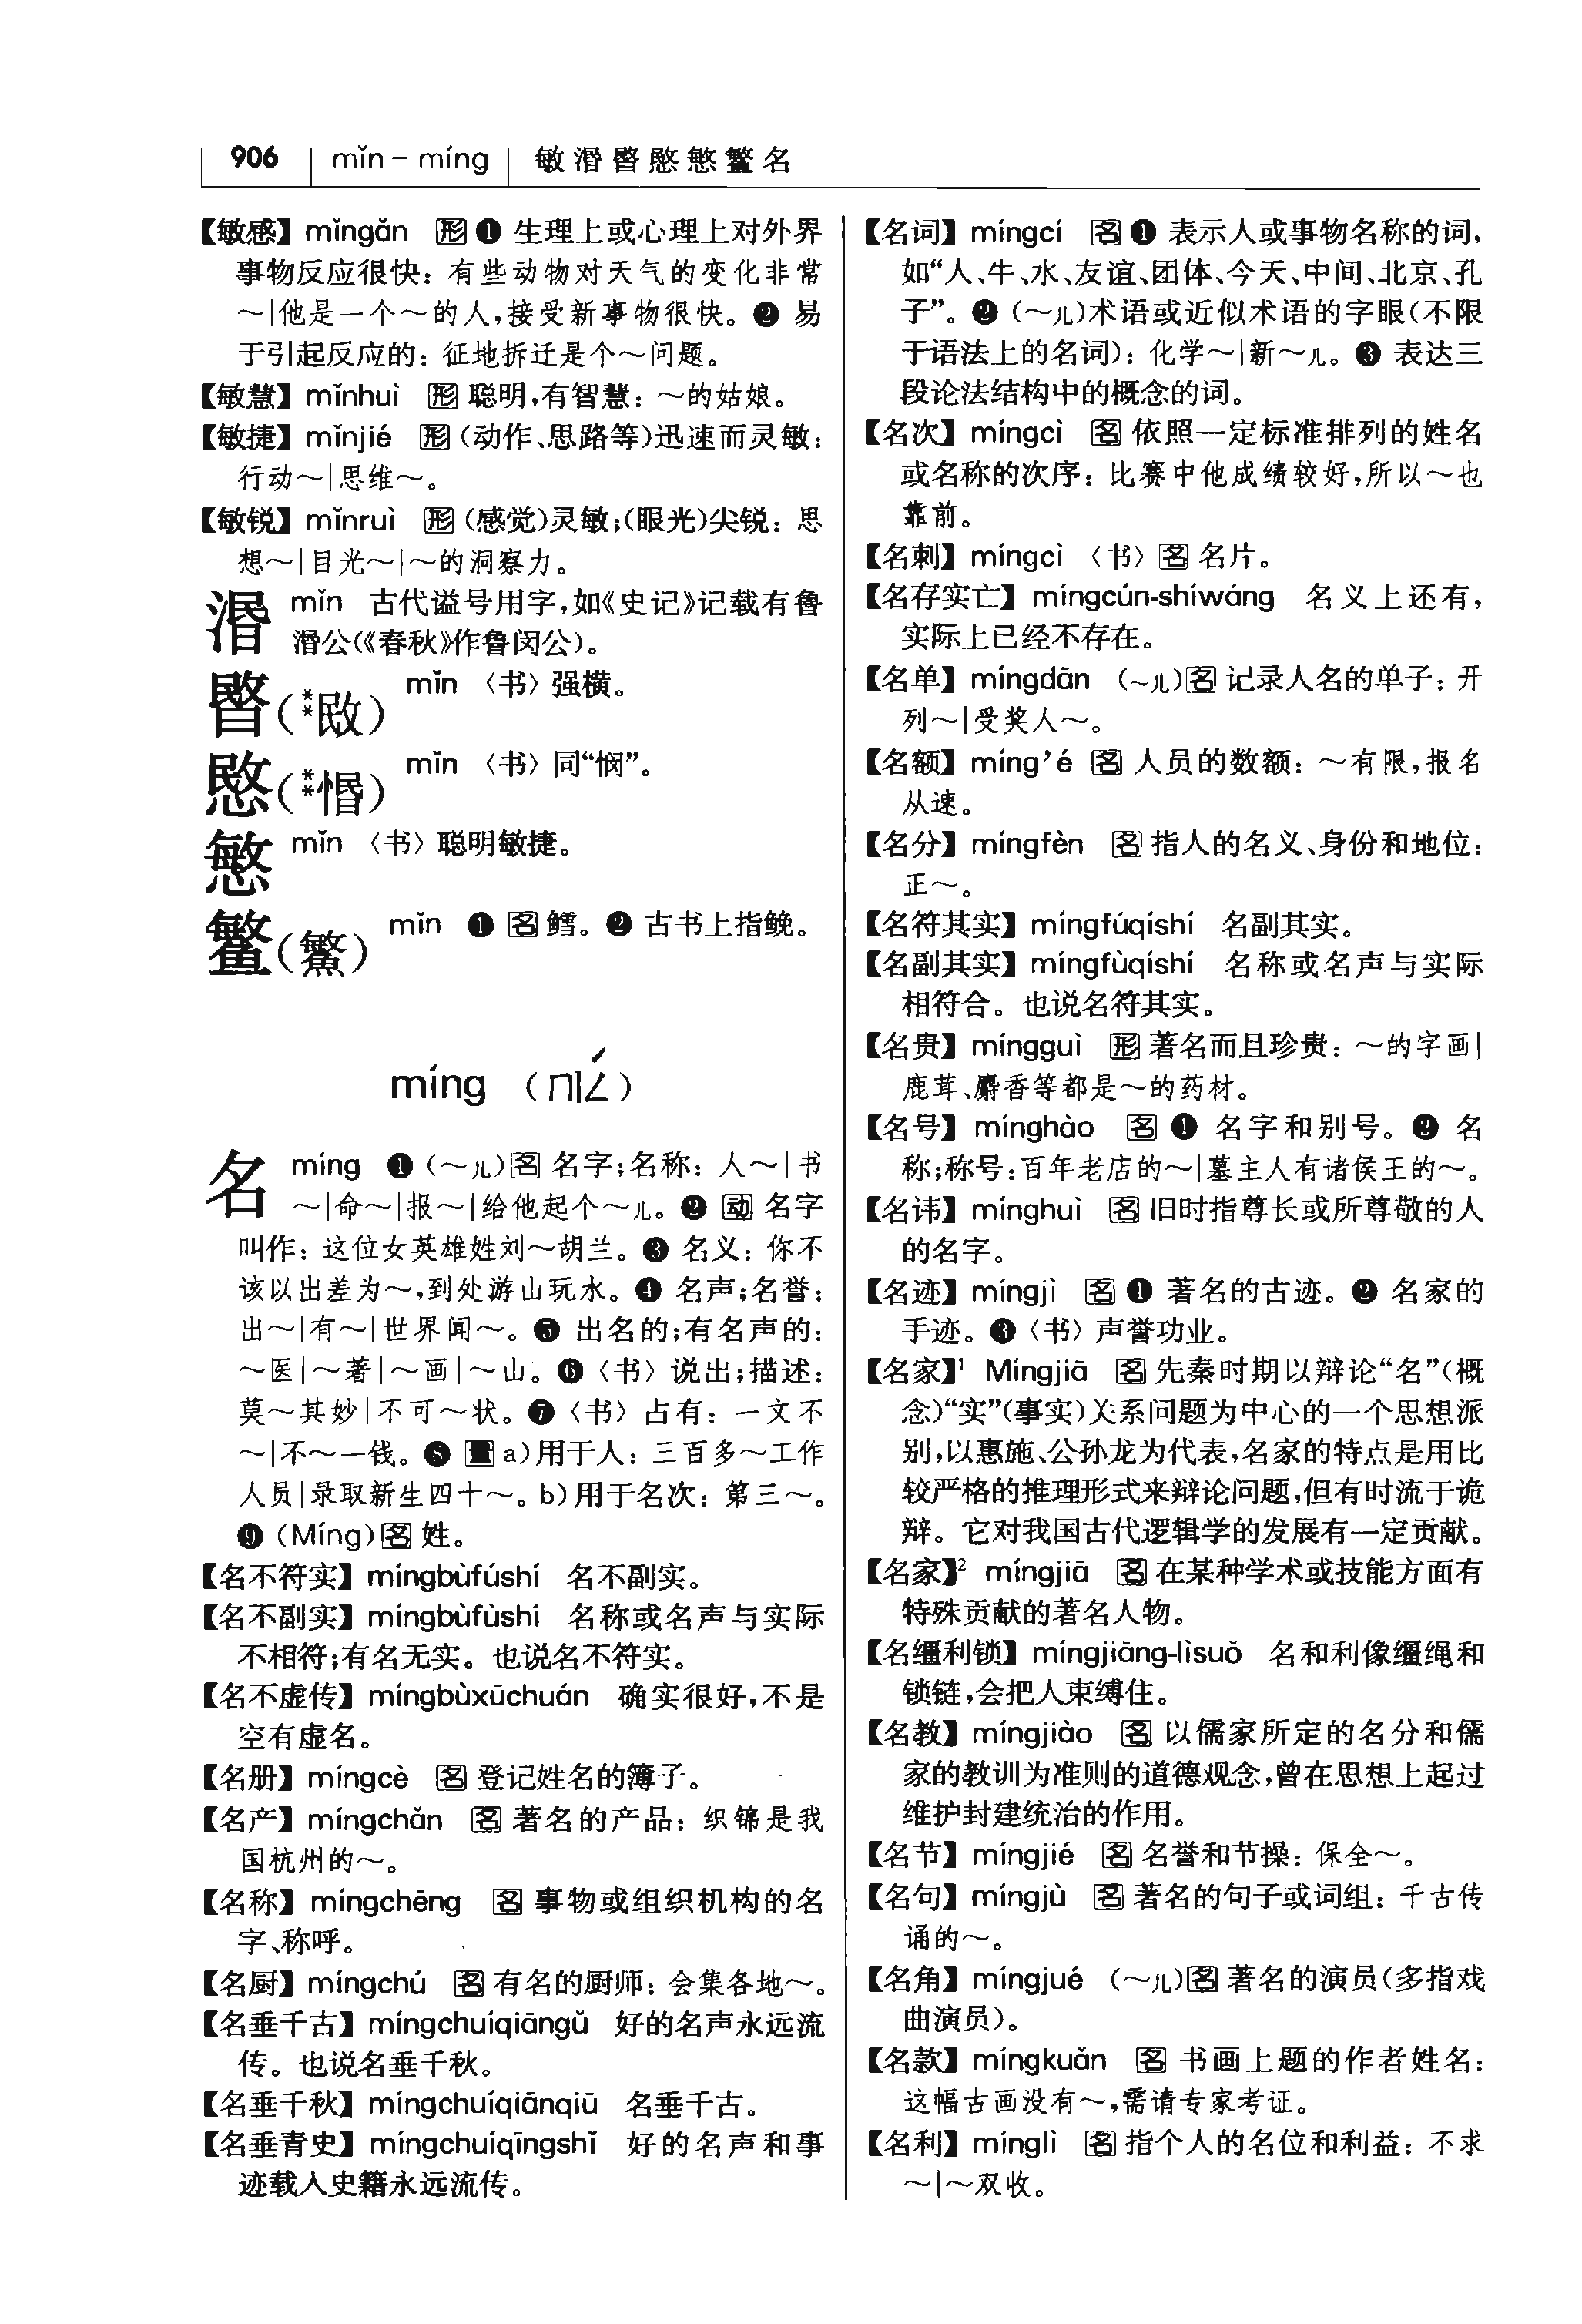 906 mǐn – míng 敏湣暋愍慜鳘名
【敏感】 mǐngǎn 形 ❶ 生理上或心理上对外界
事物反应很快：有些动物对天气的变化非常
～|他是一个～的人,接受新事物很快。❷ 易
于引起反应的：征地拆迁是个～问题。
【敏慧】 mǐnhuì 形 聪明,有智慧：～的姑娘。
【敏捷】 mǐnjié 形 (动作、思路等)迅速而灵敏：
行动～|思维～。
【敏锐】 mǐnruì 形 (感觉)灵敏;(眼光)尖锐：思
想～|目光～|～的洞察力。
湣 mǐn 古代谥号用字,如《史记》记载有鲁
湣公(《春秋》作鲁闵公)。
暋(**敃) mǐn 〈书〉强横。
愍(**惽) mǐn 〈书〉同“悯”。
慜 mǐn 〈书〉聪明敏捷。
鳘(鰵) mǐn ❶ 名 鳕。❷ 古书上指鮸。
míng (ㄇㄧㄥˊ)
名 míng ❶ (～儿)名 名字;名称：人～|书
～|命～|报～|给他起个～儿。❷ 动 名字
叫作：这位女英雄姓刘～胡兰。❸ 名义：你不
该以出差为～,到处游山玩水。❹ 名声;名誉：
出～|有～|世界闻～。❺ 出名的;有名声的：
～医|～著|～画|～山。❻〈书〉说出;描述：
莫～其妙|不可～状。❼〈书〉占有：一文不
～|不～一钱。❽ 量 a)用于人：三百多～工作
人员|录取新生四十～。b)用于名次：第三～。
❾ (Míng)名 姓。
【名不符实】 míngbùfúshí 名不副实。
【名不副实】 míngbùfùshí 名称或名声与实际
不相符;有名无实。也说名不符实。
【名不虚传】 míngbùxūchuán 确实很好,不是
空有虚名。
【名册】 míngcè 名 登记姓名的簿子。
【名产】 míngchǎn 名 著名的产品：织锦是我
国杭州的～。
【名称】 míngchēng 名 事物或组织机构的名
字、称呼。
【名厨】 míngchú 名 有名的厨师：会集各地～。
【名垂千古】 míngchuíqiāngǔ 好的名声永远流
传。也说名垂千秋。
【名垂千秋】 míngchuíqiānqiū 名垂千古。
【名垂青史】 míngchuíqīngshǐ 好的名声和事
迹载入史籍永远流传。
【名词】 míngcí 名 ❶ 表示人或事物名称的词,
如“人、牛、水、友谊、团体、今天、中间、北京、孔
子”。❷ (～儿)术语或近似术语的字眼(不限
于语法上的名词)：化学～|新～儿。❸ 表达三
段论法结构中的概念的词。
【名次】 míngcì 名 依照一定标准排列的姓名
或名称的次序：比赛中他成绩较好,所以～也
靠前。
【名刺】 míngcì 〈书〉名 名片。
【名存实亡】 míngcún-shíwáng 名义上还有,
实际上已经不存在。
【名单】 míngdān (～儿)名 记录人名的单子：开
列～|受奖人～。
【名额】 míng’é 名 人员的数额：～有限,报名
从速。
【名分】 míngfèn 名 指人的名义、身份和地位：
正～。
【名符其实】 míngfúqíshí 名副其实。
【名副其实】 míngfùqíshí 名称或名声与实际
相符合。也说名符其实。
【名贵】 míngguì 形 著名而且珍贵：～的字画|
鹿茸、麝香等都是～的药材。
【名号】 mínghào 名 ❶ 名字和别号。❷ 名
称;称号：百年老店的～|墓主人有诸侯王的～。
【名讳】 mínghuì 名 旧时指尊长或所尊敬的人
的名字。
【名迹】 míngjì 名 ❶ 著名的古迹。❷ 名家的
手迹。❸〈书〉声誉功业。
【名家】¹ Míngjiā 名 先秦时期以辩论“名”(概
念)“实”(事实)关系问题为中心的一个思想派
别,以惠施、公孙龙为代表,名家的特点是用比
较严格的推理形式来辩论问题,但有时流于诡
辩。它对我国古代逻辑学的发展有一定贡献。
【名家】² míngjiā 名 在某种学术或技能方面有
特殊贡献的著名人物。
【名缰利锁】 míngjiāng-lìsuǒ 名和利像缰绳和
锁链,会把人束缚住。
【名教】 míngjiào 名 以儒家所定的名分和儒
家的教训为准则的道德观念,曾在思想上起过
维护封建统治的作用。
【名节】 míngjié 名 名誉和节操：保全～。
【名句】 míngjù 名 著名的句子或词组：千古传
诵的～。
【名角】 míngjué (～儿)名 著名的演员(多指戏
曲演员)。
【名款】 míngkuǎn 名 书画上题的作者姓名：
这幅古画没有～,需请专家考证。
【名利】 mínglì 名 指个人的名位和利益：不求
～|～双收。